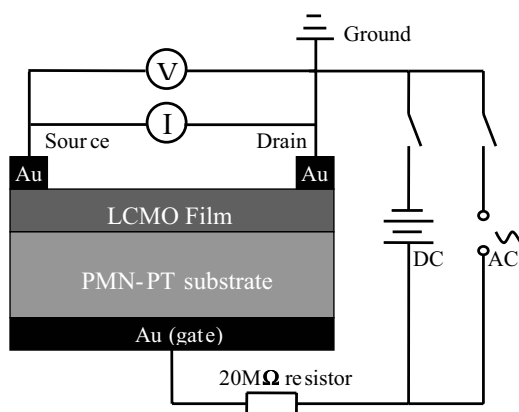 Ground
V
I
Source
Drain
Au
Au
LCMO Film
PMN-PT substrate
Au (gate)
DC
AC
20MΩ resistor